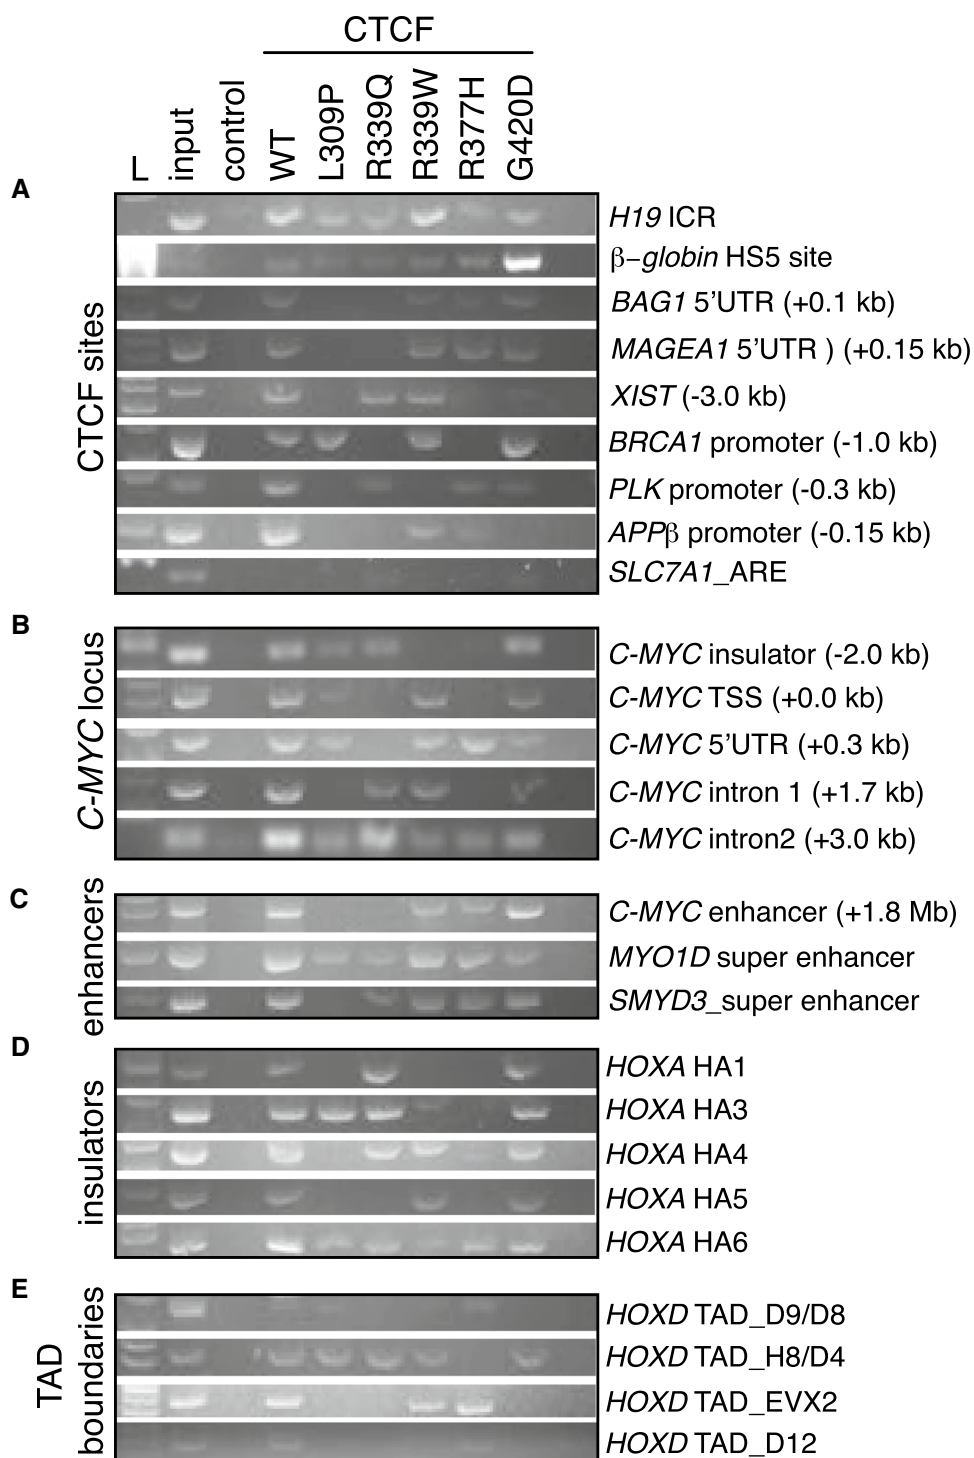 CTCF
L
input
control
WT
L309P
R339Q
R339W
R377H
G420D
A
CTCF sites
H19 ICR
β–globin HS5 site
BAG1 5’UTR (+0.1 kb)
MAGEA1 5’UTR ) (+0.15 kb)
XIST (-3.0 kb)
BRCA1 promoter (-1.0 kb)
PLK promoter (-0.3 kb)
APPβ promoter (-0.15 kb)
SLC7A1_ARE
B
C-MYC locus
C-MYC insulator (-2.0 kb)
C-MYC TSS (+0.0 kb)
C-MYC 5’UTR (+0.3 kb)
C-MYC intron 1 (+1.7 kb)
C-MYC intron2 (+3.0 kb)
C
enhancers
C-MYC enhancer (+1.8 Mb)
MYO1D super enhancer
SMYD3_super enhancer
D
insulators
HOXA HA1
HOXA HA3
HOXA HA4
HOXA HA5
HOXA HA6
E
TAD
boundaries
HOXD TAD_D9/D8
HOXD TAD_H8/D4
HOXD TAD_EVX2
HOXD TAD_D12